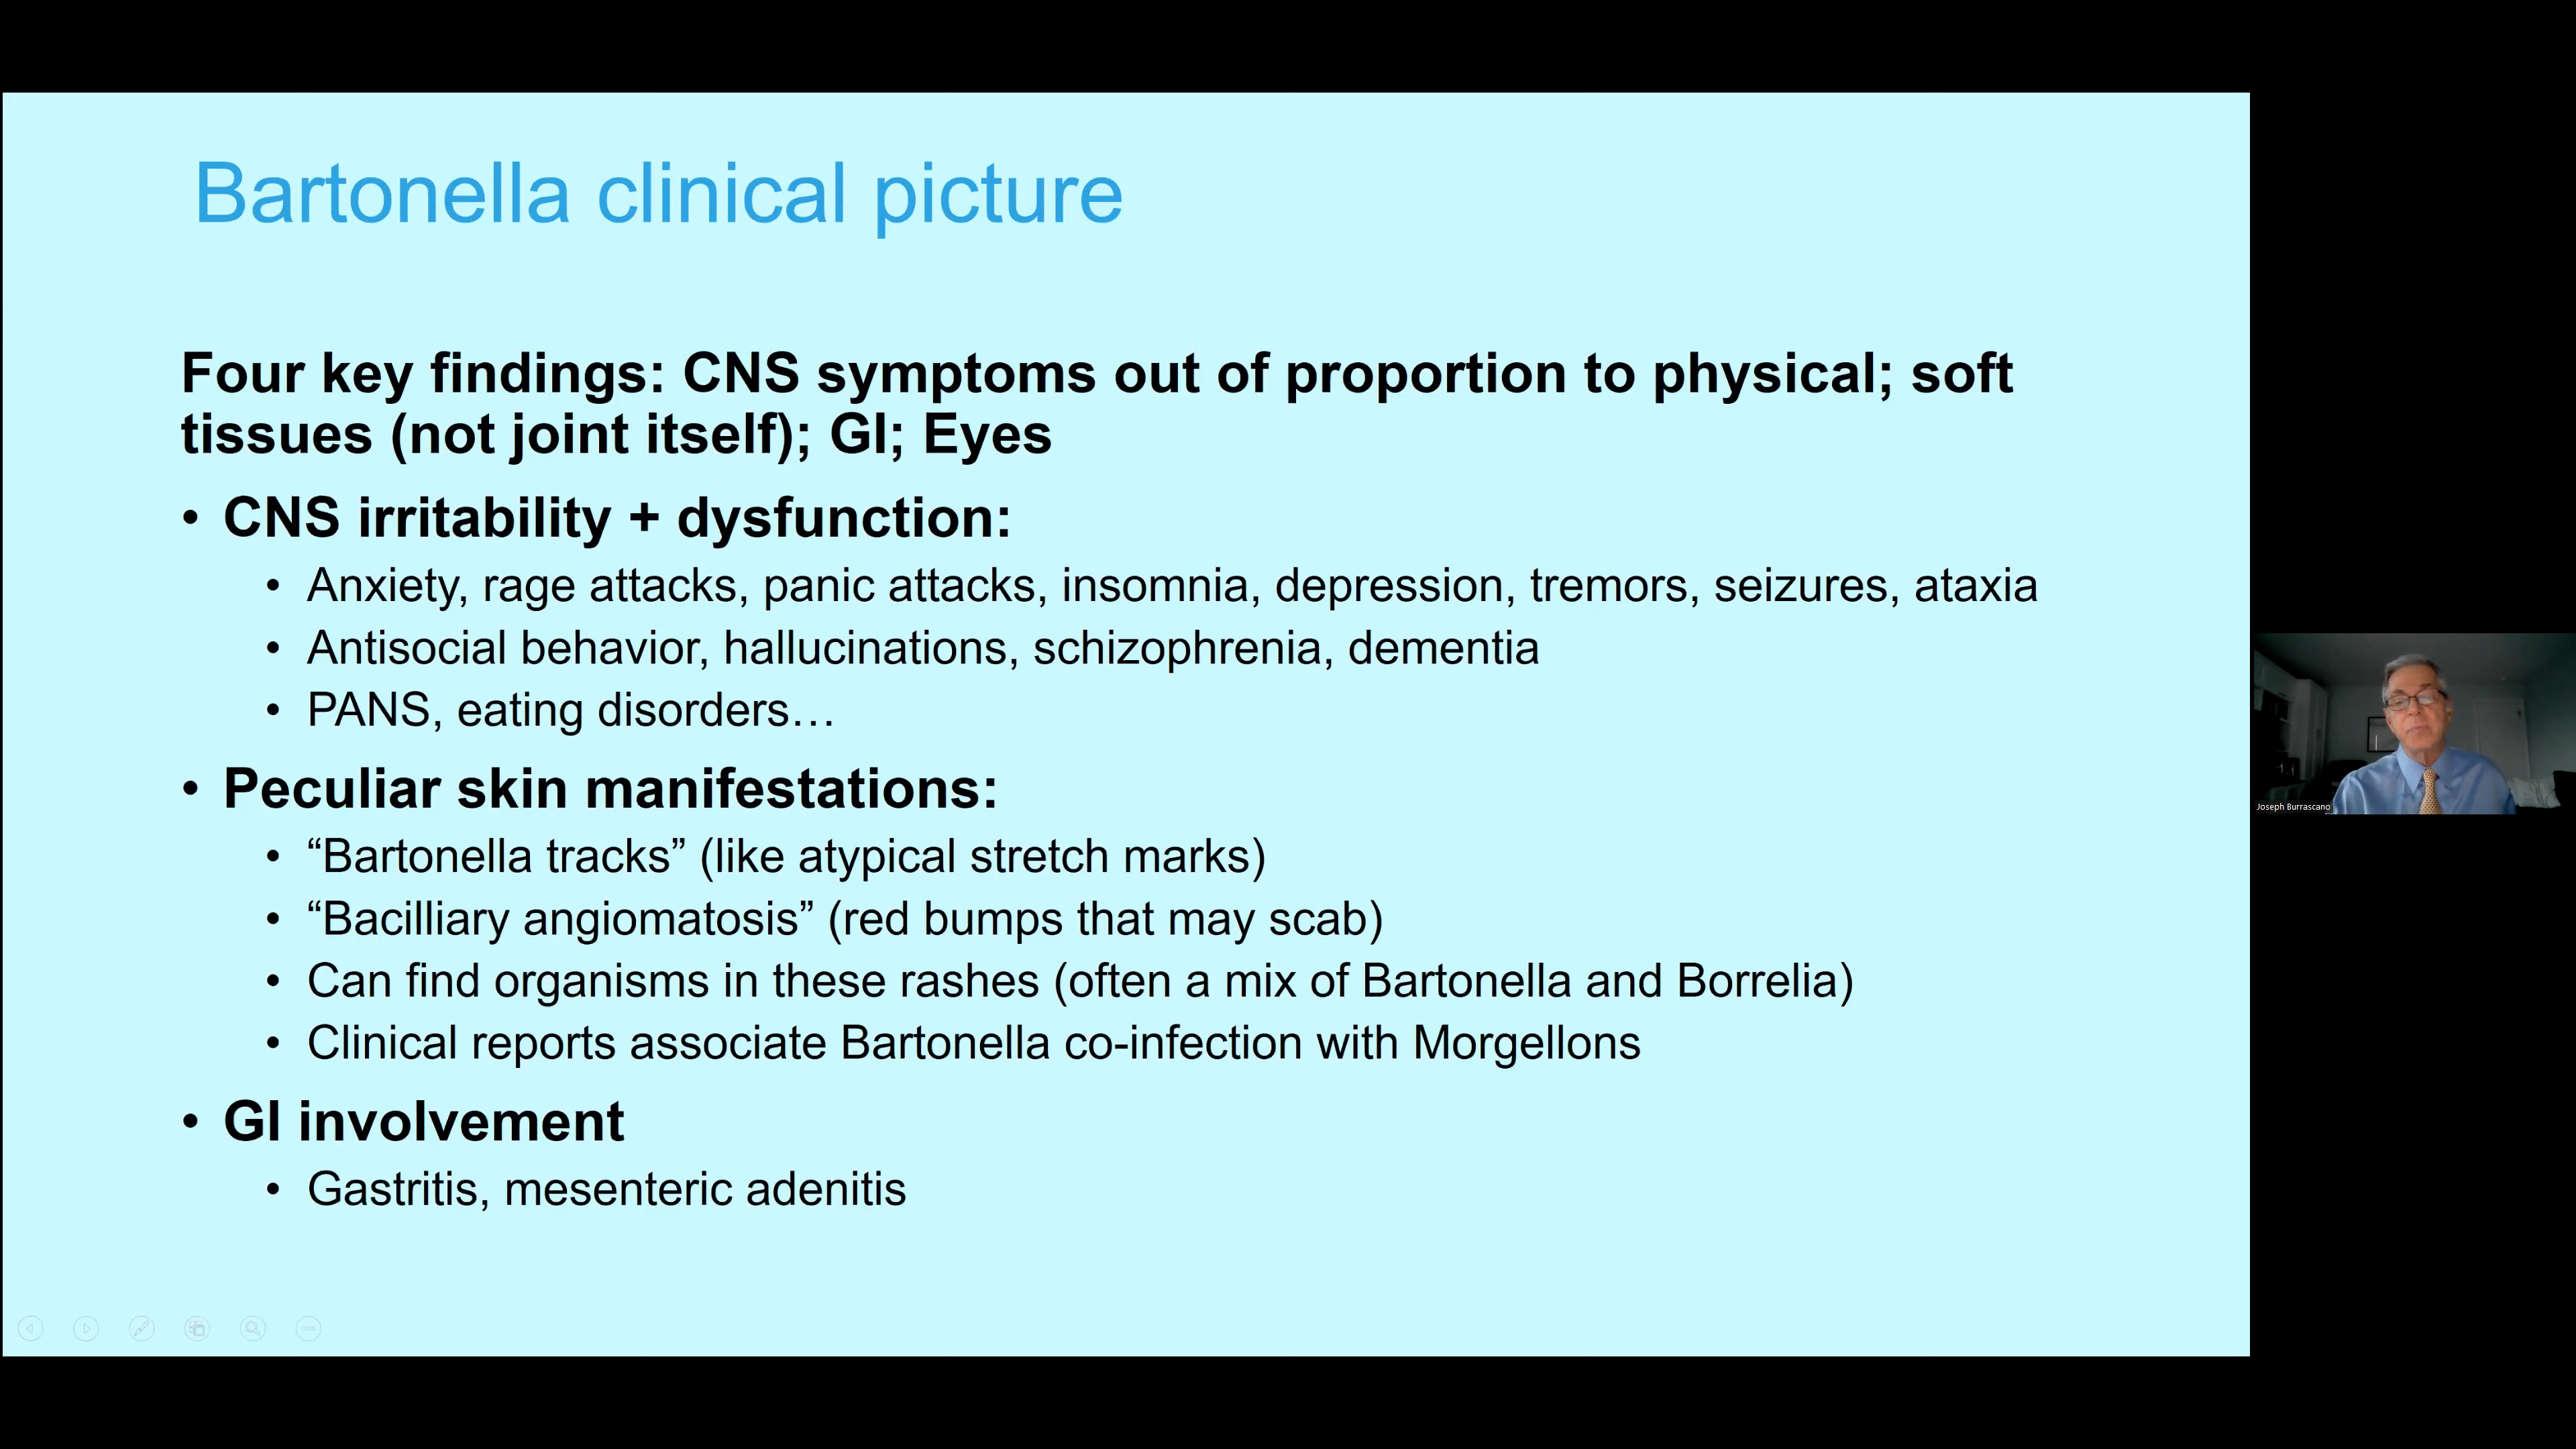 Bartonella clinical picture
Four key findings: CNS symptoms out of proportion to physical; soft
tissues (not joint itself); GI; Eyes
• CNS irritability + dysfunction:
• Anxiety, rage attacks, panic attacks, insomnia, depression, tremors, seizures, ataxia
• Antisocial behavior, hallucinations, schizophrenia, dementia
• PANS, eating disorders…
• Peculiar skin manifestations:
• “Bartonella tracks” (like atypical stretch marks)
• “Bacilliary angiomatosis” (red bumps that may scab)
• Can find organisms in these rashes (often a mix of Bartonella and Borrelia)
• Clinical reports associate Bartonella co-infection with Morgellons
• GI involvement
• Gastritis, mesenteric adenitis
Joseph Burrascano